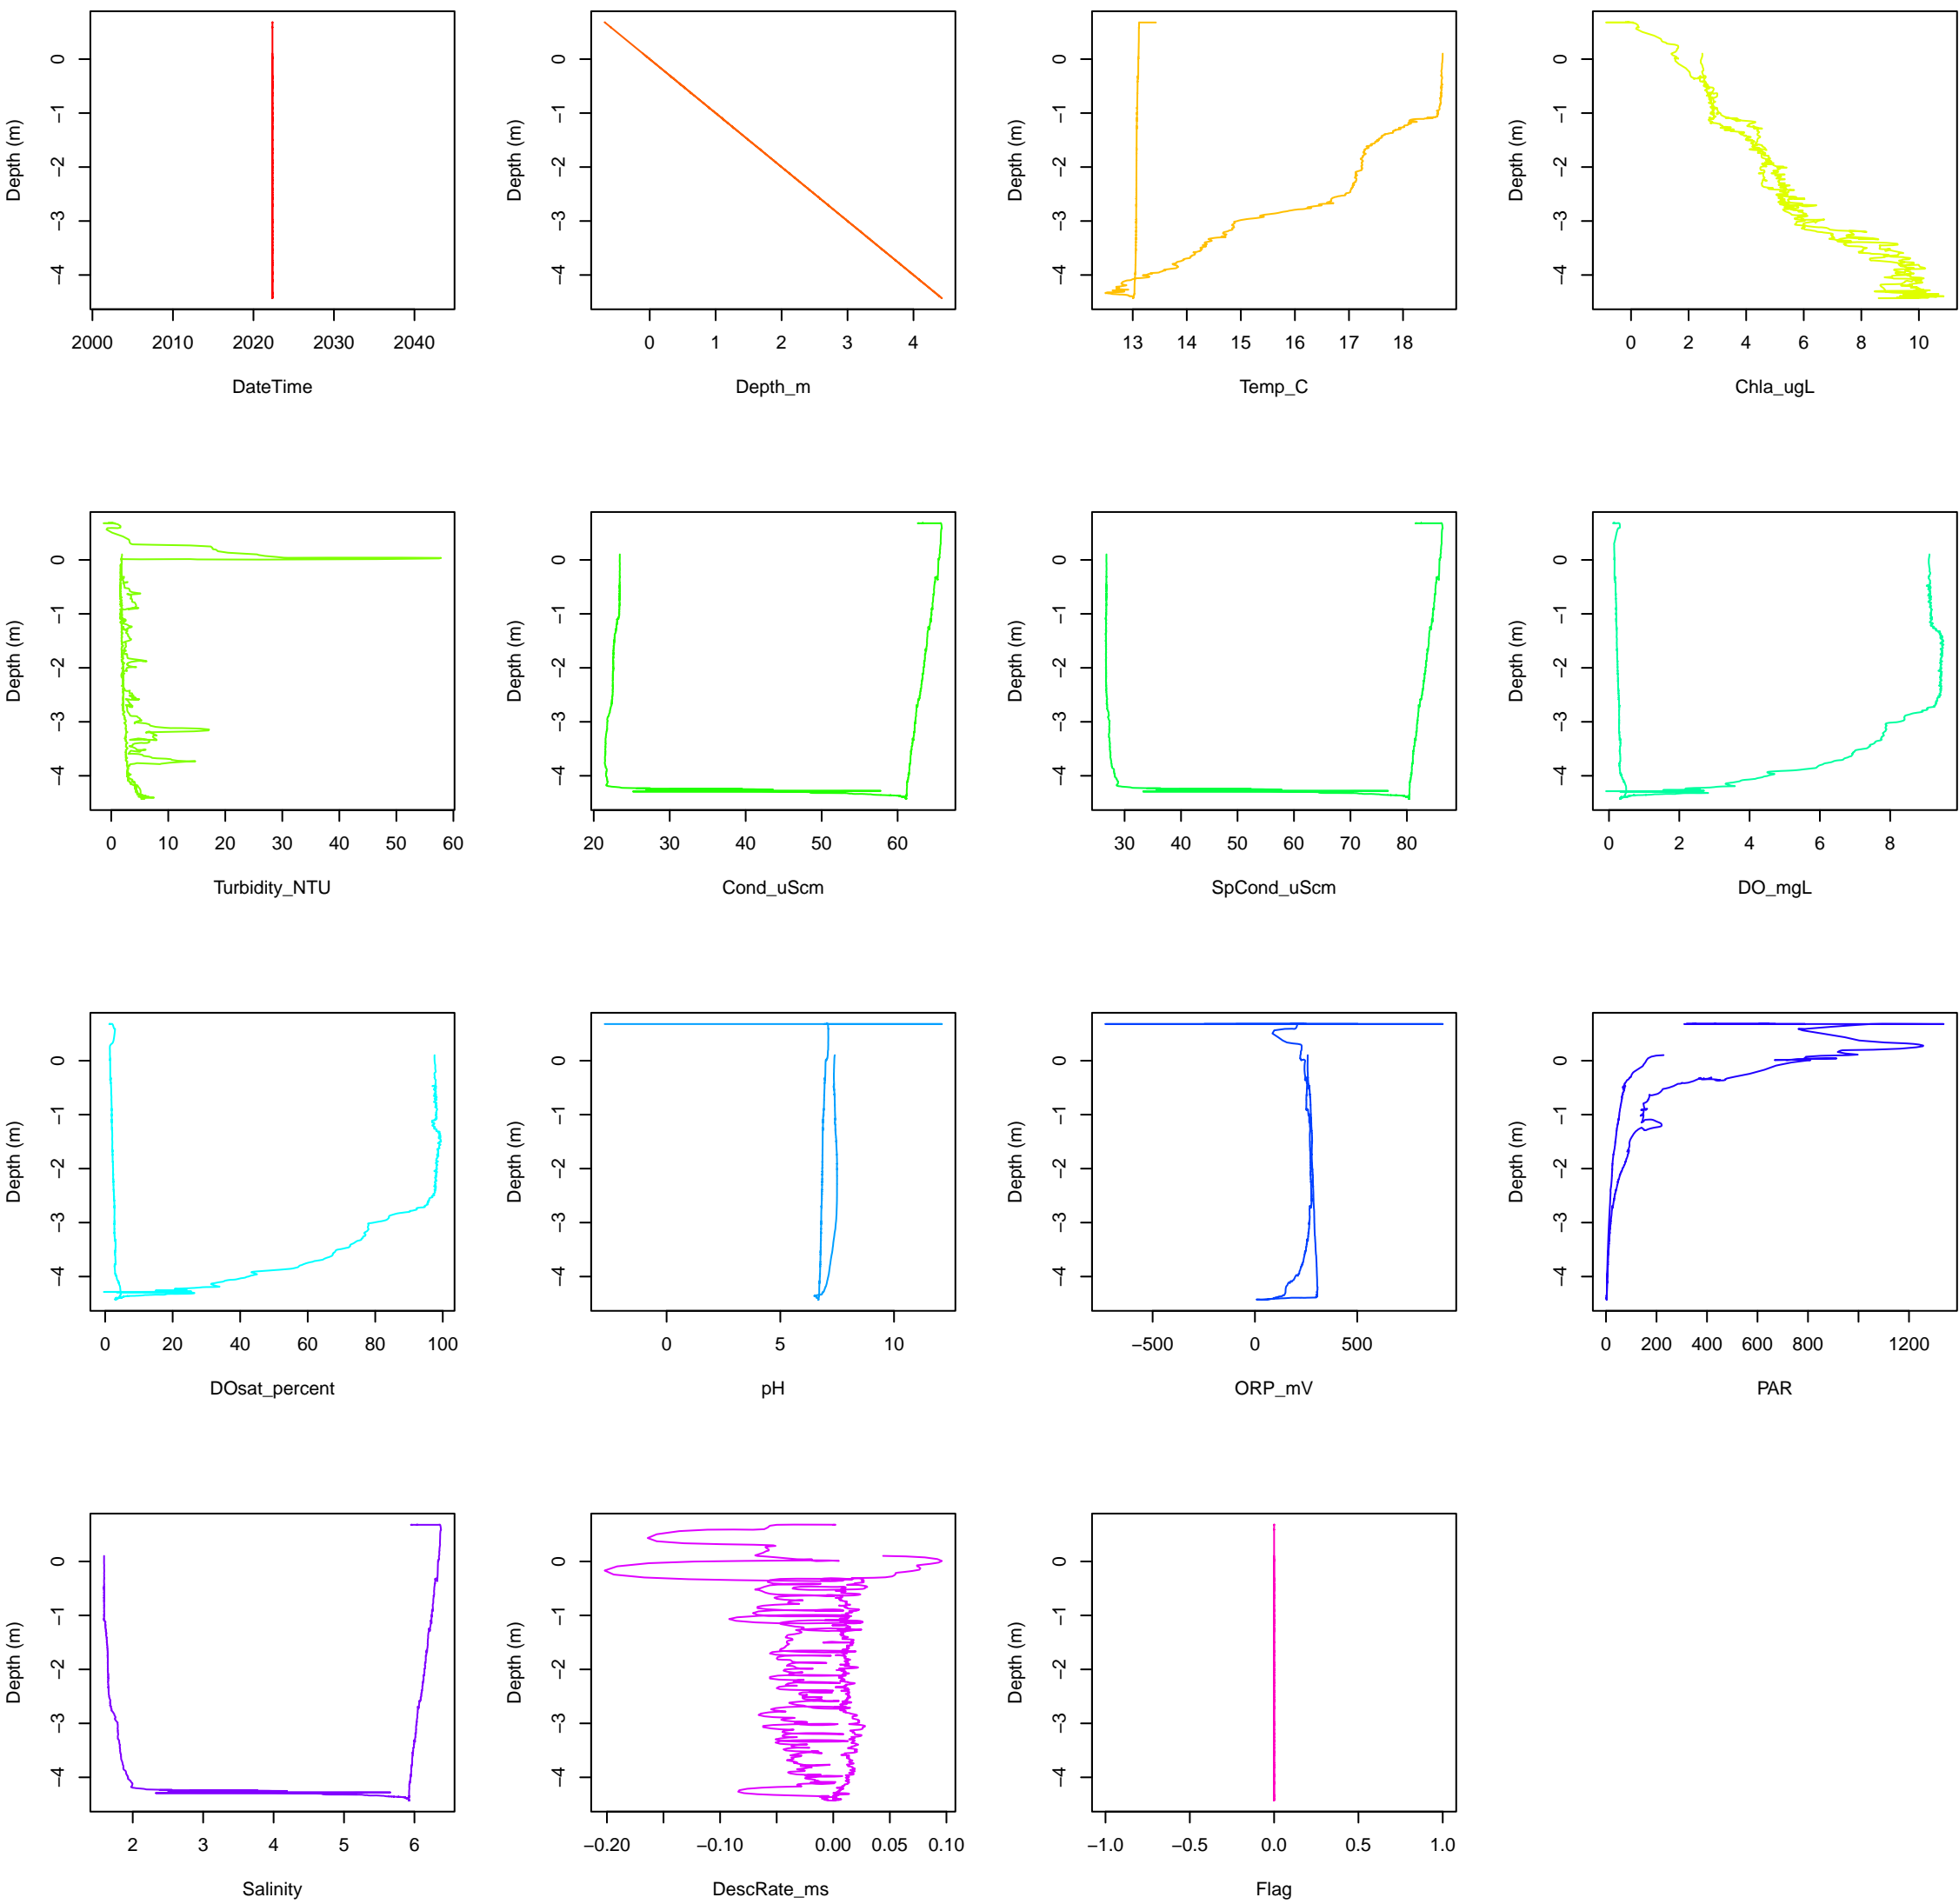 Depth (m)
0
−1
−2
−3
−4
2000 2010 2020 2030 2040
DateTime
Depth (m)
0
−1
−2
−3
−4
0 1 2 3 4
Depth_m
Depth (m)
0
−1
−2
−3
−4
13 14 15 16 17 18
Temp_C
Depth (m)
0
−1
−2
−3
−4
0 2 4 6 8 10
Chla_ugL
Depth (m)
0
−1
−2
−3
−4
0 10 20 30 40 50 60
Turbidity_NTU
Depth (m)
0
−1
−2
−3
−4
20 30 40 50 60
Cond_uScm
Depth (m)
0
−1
−2
−3
−4
30 40 50 60 70 80
SpCond_uScm
Depth (m)
0
−1
−2
−3
−4
0 2 4 6 8
DO_mgL
Depth (m)
0
−1
−2
−3
−4
0 20 40 60 80 100
DOsat_percent
Depth (m)
0
−1
−2
−3
−4
0 5 10
pH
Depth (m)
0
−1
−2
−3
−4
−500 0 500
ORP_mV
Depth (m)
0
−1
−2
−3
−4
0 200 400 600 800 1200
PAR
Depth (m)
0
−1
−2
−3
−4
2 3 4 5 6
Salinity
Depth (m)
0
−1
−2
−3
−4
−0.20 −0.10 0.00 0.05 0.10
DescRate_ms
Depth (m)
0
−1
−2
−3
−4
−1.0 −0.5 0.0 0.5 1.0
Flag